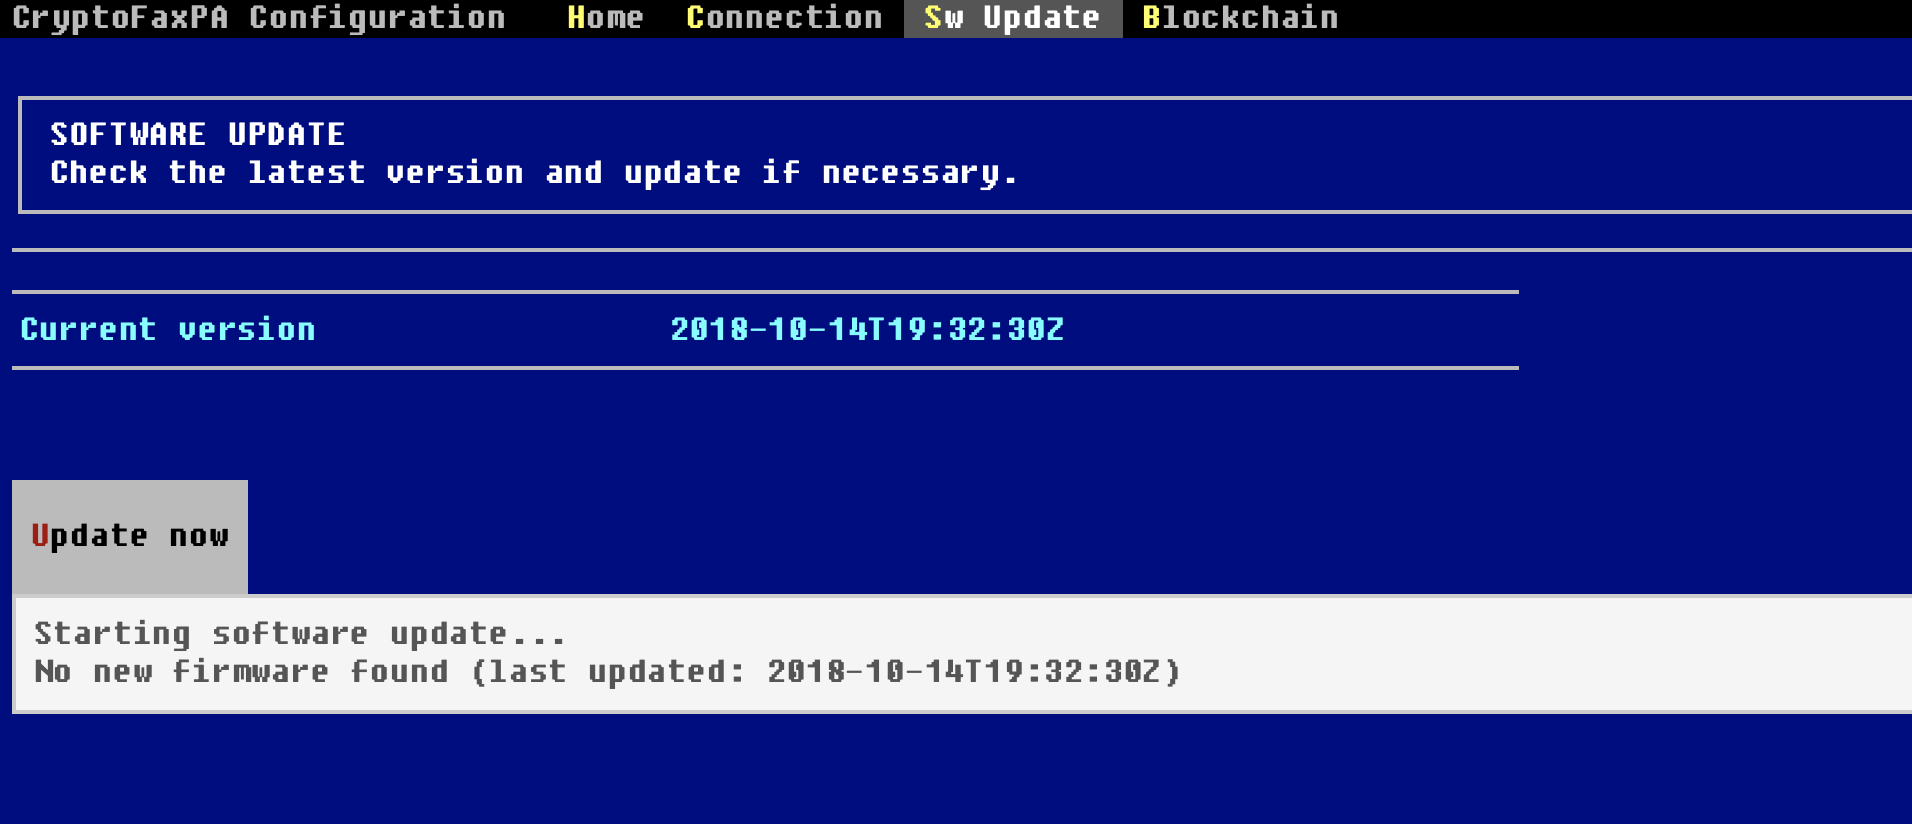 CryptoFaxPA Configuration Home Connection Sw Update Blockchain
SOFTWARE UPDATE
Check the latest version and update if necessary.
Current version 2018-10-14T19:32:30Z
Update now
Starting software update...
No new firmware found (last updated: 2018-10-14T19:32:30Z)